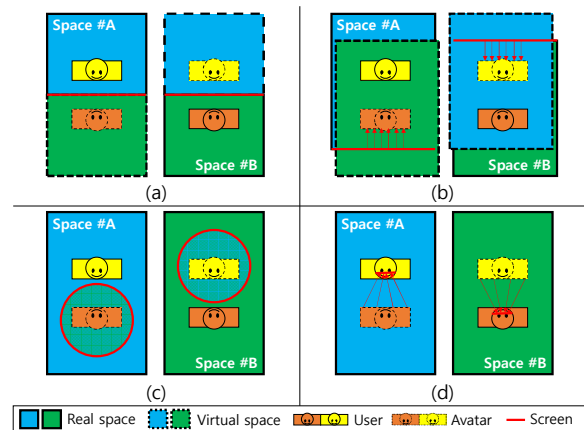 Space #A
Space #B
(a)
Space #A
Space #B
(b)
Space #A
Space #B
(c)
Space #A
Space #B
(d)
Real space Virtual space User Avatar Screen